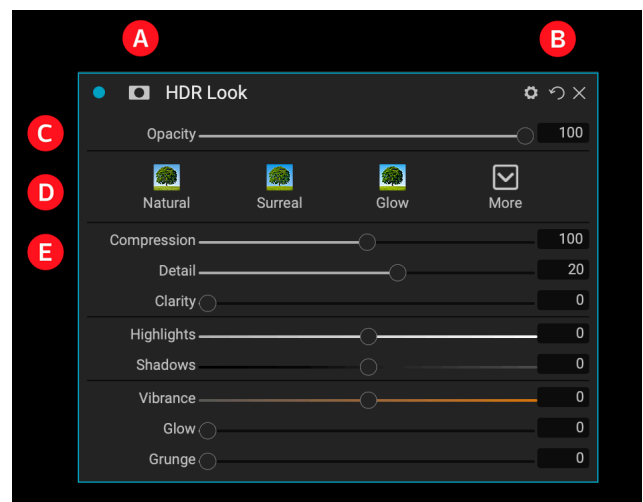 A
B
HDR Look
C
Opacity 100
D
Natural Surreal Glow More
E
Compression 100
Detail 20
Clarity 0
Highlights 0
Shadows 0
Vibrance 0
Glow 0
Grunge 0